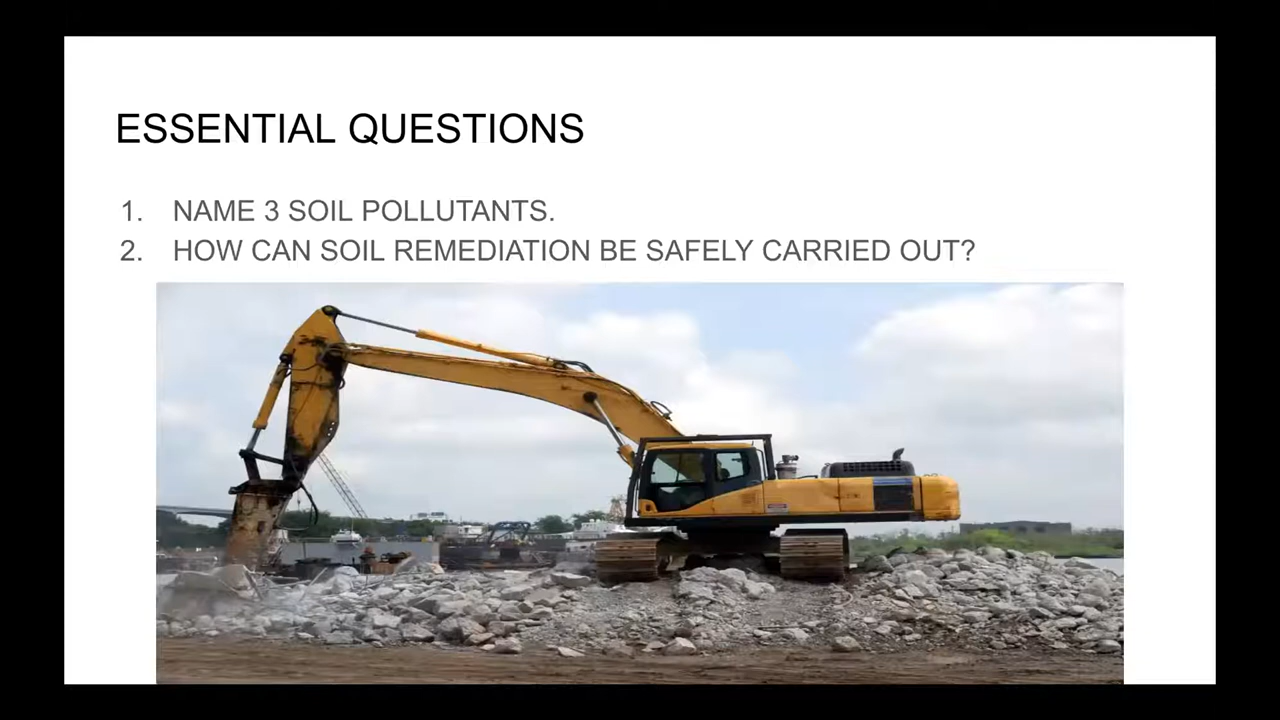 ESSENTIAL QUESTIONS
1. NAME 3 SOIL POLLUTANTS.
2. HOW CAN SOIL REMEDIATION BE SAFELY CARRIED OUT?